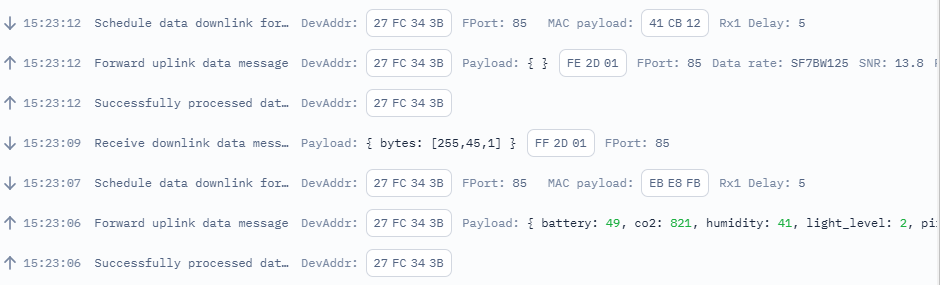 15:23:12 Schedule data downlink for… DevAddr: 27 FC 34 3B FPort: 85 MAC payload: 41 CB 12 Rx1 Delay: 5
15:23:12 Forward uplink data message DevAddr: 27 FC 34 3B Payload: { } FE 2D 01 FPort: 85 Data rate: SF7BW125 SNR: 13.8
15:23:12 Successfully processed dat… DevAddr: 27 FC 34 3B
15:23:09 Receive downlink data mess… Payload: { bytes: [255,45,1] } FF 2D 01 FPort: 85
15:23:07 Schedule data downlink for… DevAddr: 27 FC 34 3B FPort: 85 MAC payload: EB E8 FB Rx1 Delay: 5
15:23:06 Forward uplink data message DevAddr: 27 FC 34 3B Payload: { battery: 49, co2: 821, humidity: 41, light_level: 2, pi
15:23:06 Successfully processed dat… DevAddr: 27 FC 34 3B